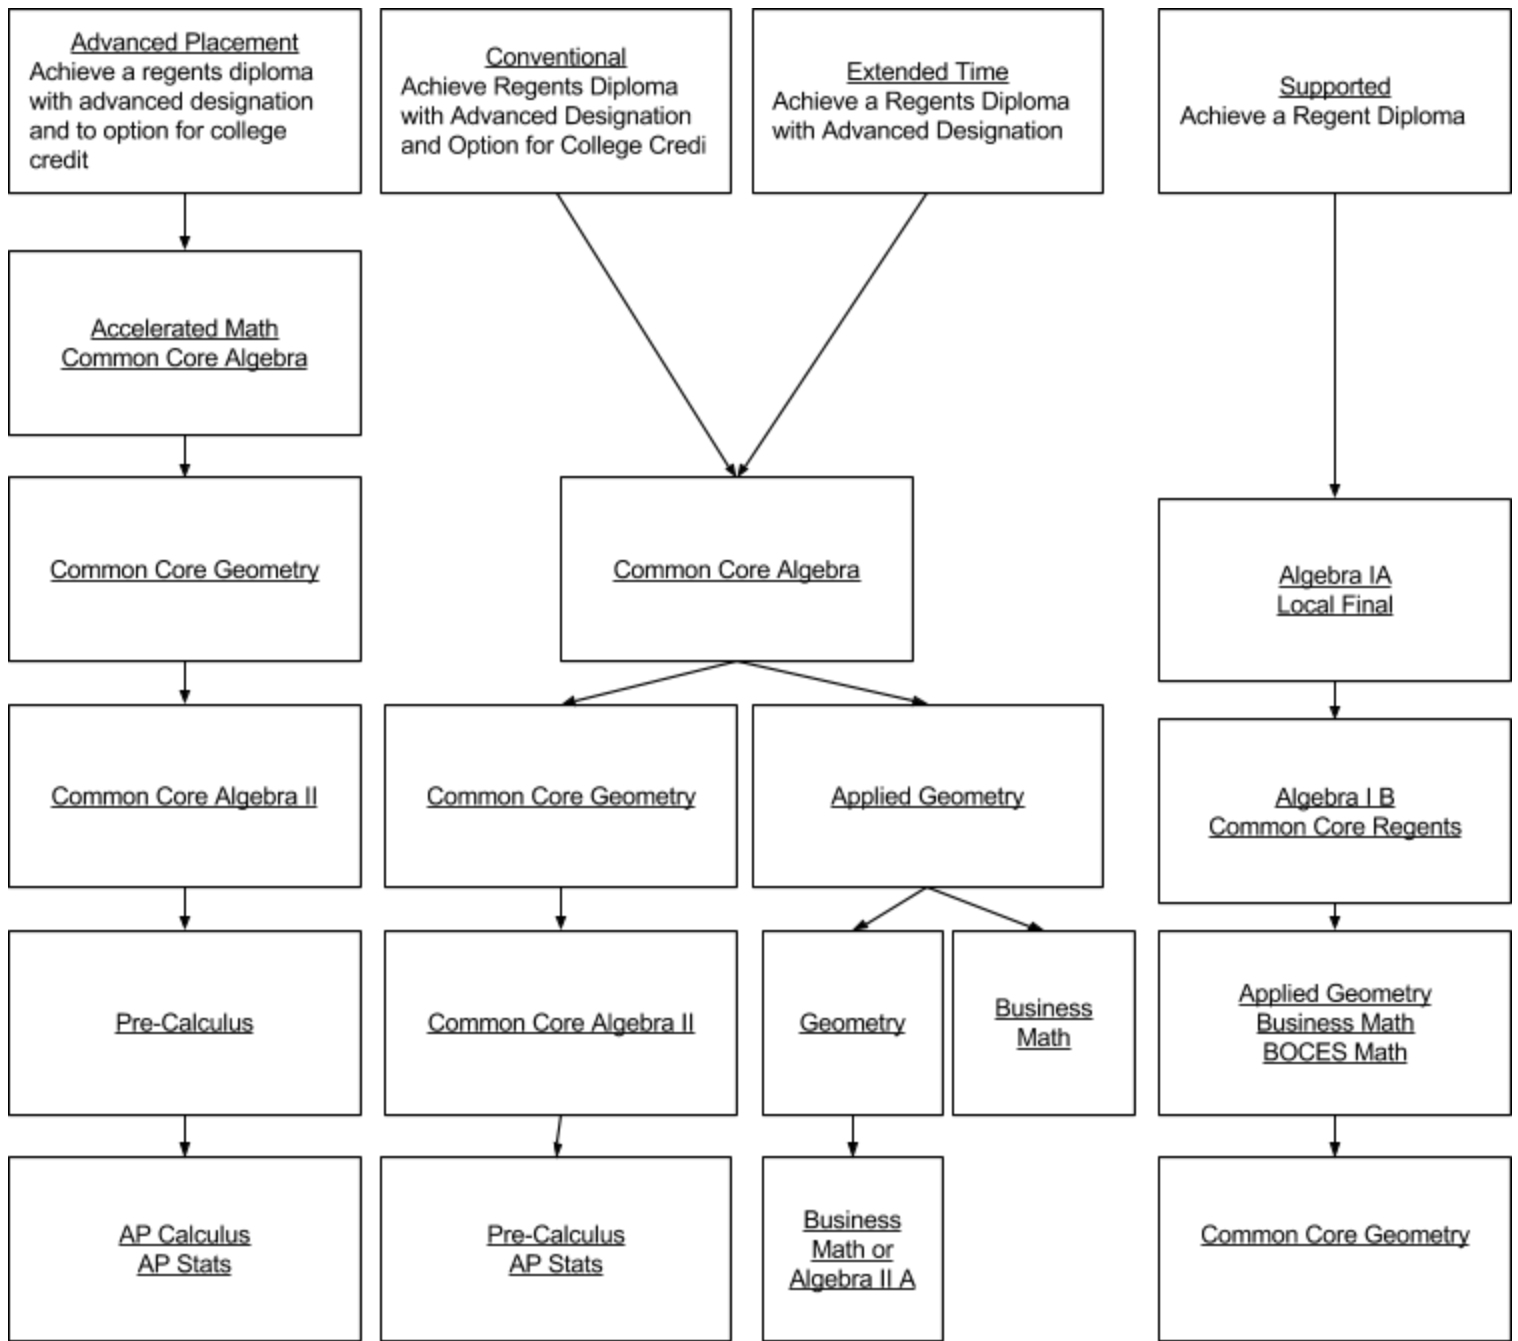 Advanced Placement
Achieve a regents diploma
with advanced designation
and to option for college
credit
Conventional
Achieve Regents Diploma
with Advanced Designation
and Option for College Credi
Extended Time
Achieve a Regents Diploma
with Advanced Designation
Supported
Achieve a Regent Diploma
Accelerated Math
Common Core Algebra
Common Core Geometry
Common Core Algebra
Algebra IA
Local Final
Common Core Algebra II
Common Core Geometry
Applied Geometry
Algebra I B
Common Core Regents
Pre-Calculus
Common Core Algebra II
Geometry
Business
Math
Applied Geometry
Business Math
BOCES Math
AP Calculus
AP Stats
Pre-Calculus
AP Stats
Business
Math or
Algebra II A
Common Core Geometry